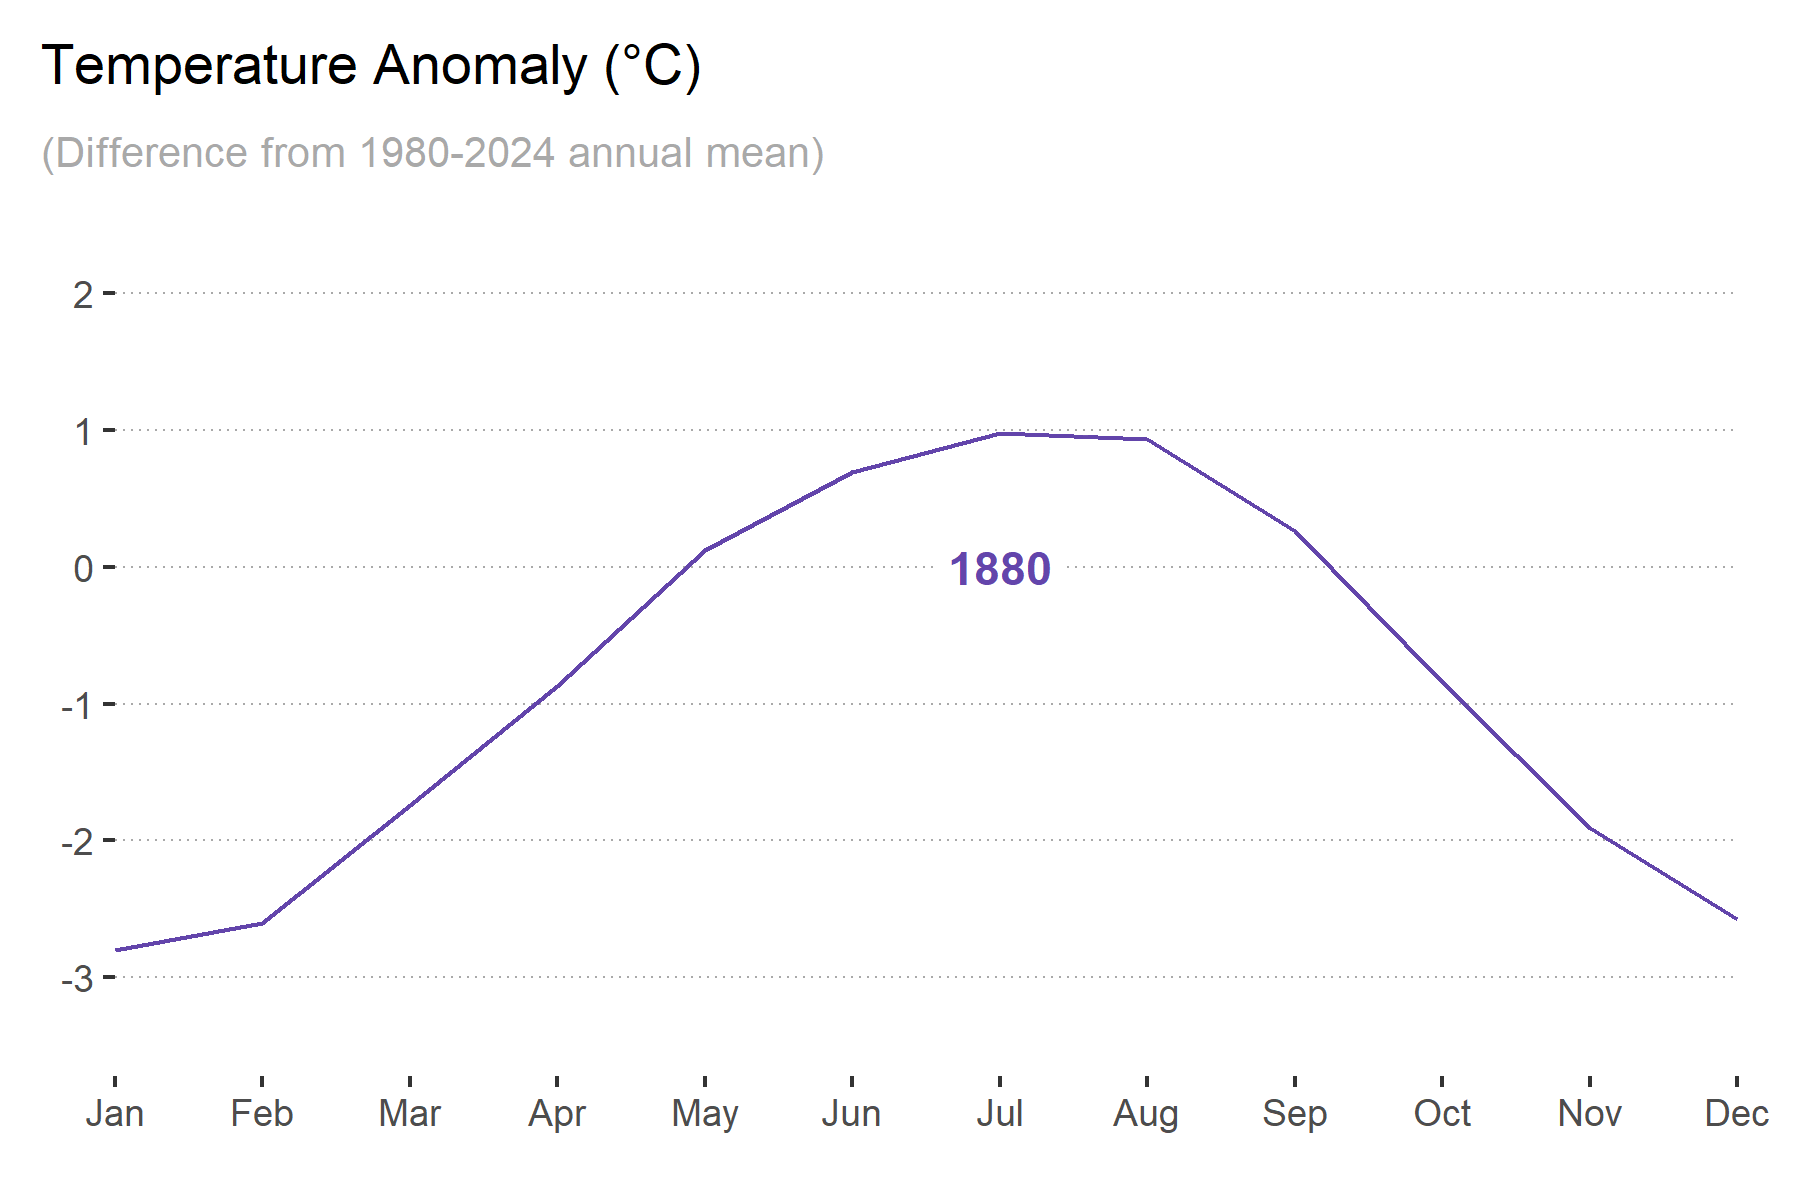 Temperature Anomaly (°C)
(Difference from 1980-2024 annual mean)
2
1
0
1880
-1
-2
-3
Jan Feb Mar Apr May Jun Jul Aug Sep Oct Nov Dec